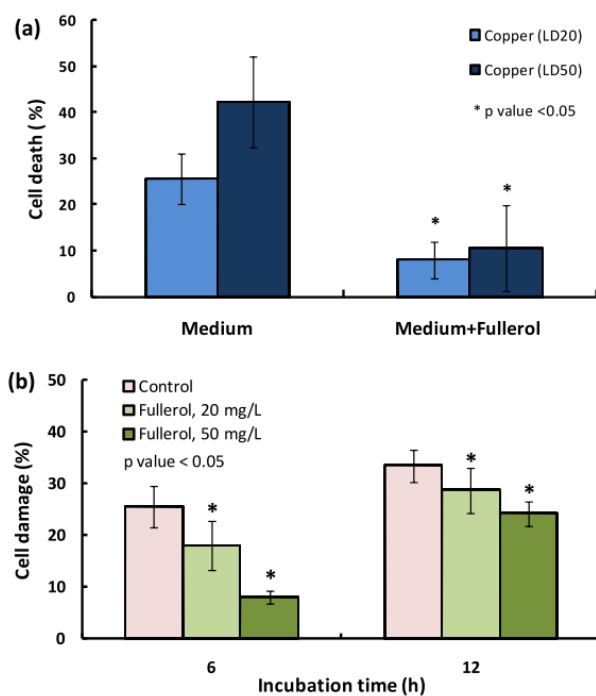 (a)
60
50
40
30
20
10
0
Cell death ( %)
Copper (LD20)
Copper (LD50)
* p value <0.05
* *
Medium Medium+Fullerol
(b)
50
40
30
20
10
0
Cell damage (%)
Control
Fullerol, 20 mg/L
Fullerol, 50 mg/L
p value < 0.05
* * * *
6 12
Incubation time (h)